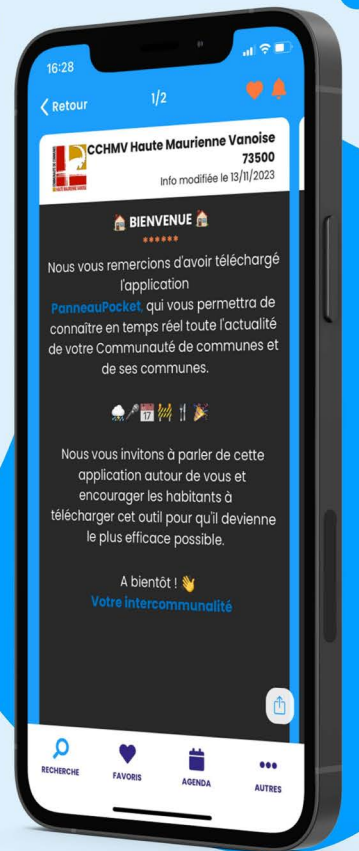 16:28
Retour
1/2
CCHMV Haute Maurienne Vanoise
73500
Info modifiée le 13/11/2023
🏠 BIENVENUE 🏠
******
Nous vous remercions d'avoir téléchargé
l'application
PanneauPocket, qui vous permettra de
connaître en temps réel toute l'actualité
de votre Communauté de communes et
de ses communes.
17
Nous vous invitons à parler de cette
application autour de vous et
encourager les habitants à
télécharger cet outil pour qu'il devienne
le plus efficace possible.
A bientôt ! 👋
Votre intercommunalité
RECHERCHE
FAVORIS
AGENDA
AUTRES